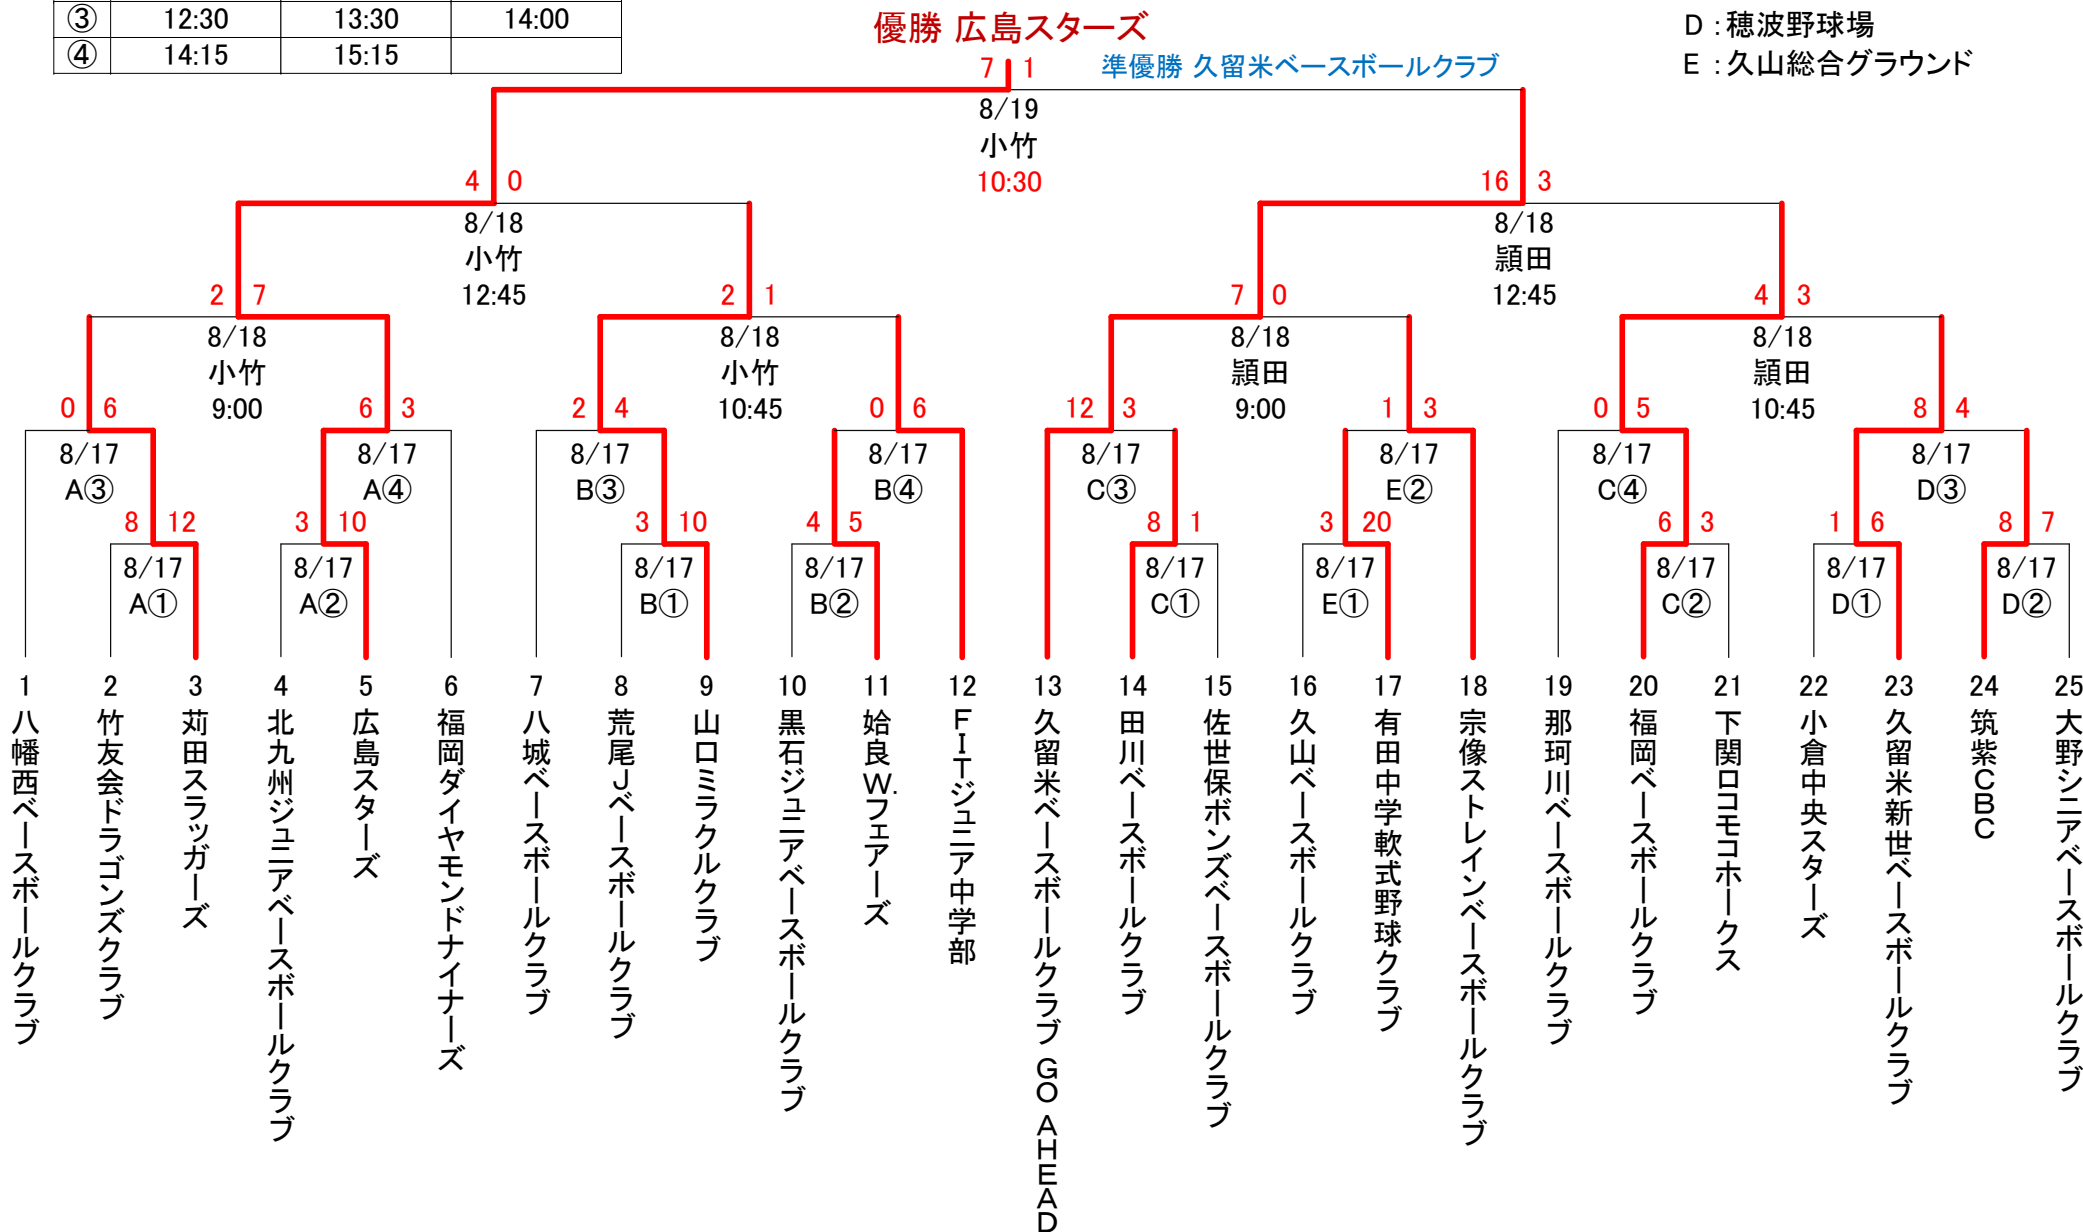 ③ 12:30 13:30 14:00
④ 14:15 15:15
優勝 広島スターズ
準優勝 久留米ベースボールクラブ
D：穂波野球場
E：久山総合グラウンド
7 1
8/19
小竹
10:30
4 0
8/18
小竹
12:45
16 3
8/18
頴田
12:45
2 7
8/18
小竹
9:00
2 1
8/18
小竹
10:45
7 0
8/18
頴田
9:00
4 3
8/18
頴田
10:45
0 6
8/17
A③
6 3
8/17
A④
2 4
8/17
B③
0 6
8/17
B④
12 3
8/17
C③
1 3
8/17
E②
0 5
8/17
C④
8 4
8/17
D③
8 12
8/17
A①
3 10
8/17
A②
3 10
8/17
B①
4 5
8/17
B②
8 1
8/17
C①
3 20
8/17
E①
6 3
8/17
C②
1 6
8/17
D①
8 7
8/17
D②
1 八幡西ベースボールクラブ
2 竹友会ドラゴンズクラブ
3 苅田スラッガーズ
4 北九州ジュニアベースボールクラブ
5 広島スターズ
6 福岡ダイヤモンドナイナーズ
7 八城ベースボールクラブ
8 荒尾Jベースボールクラブ
9 山口ミラクルクラブ
10 黒石ジュニアベースボールクラブ
11 姶良W.フェアーズ
12 FITジュニア中学部
13 久留米ベースボールクラブ GO AHEAD
14 田川ベースボールクラブ
15 佐世保ボンズベースボールクラブ
16 久山ベースボールクラブ
17 有田中学軟式野球クラブ
18 宗像ストレインベースボールクラブ
19 那珂川ベースボールクラブ
20 福岡ベースボールクラブ
21 下関ロコモコホークス
22 小倉中央スターズ
23 久留米新世ベースボールクラブ
24 筑紫CBC
25 大野シニアベースボールクラブ